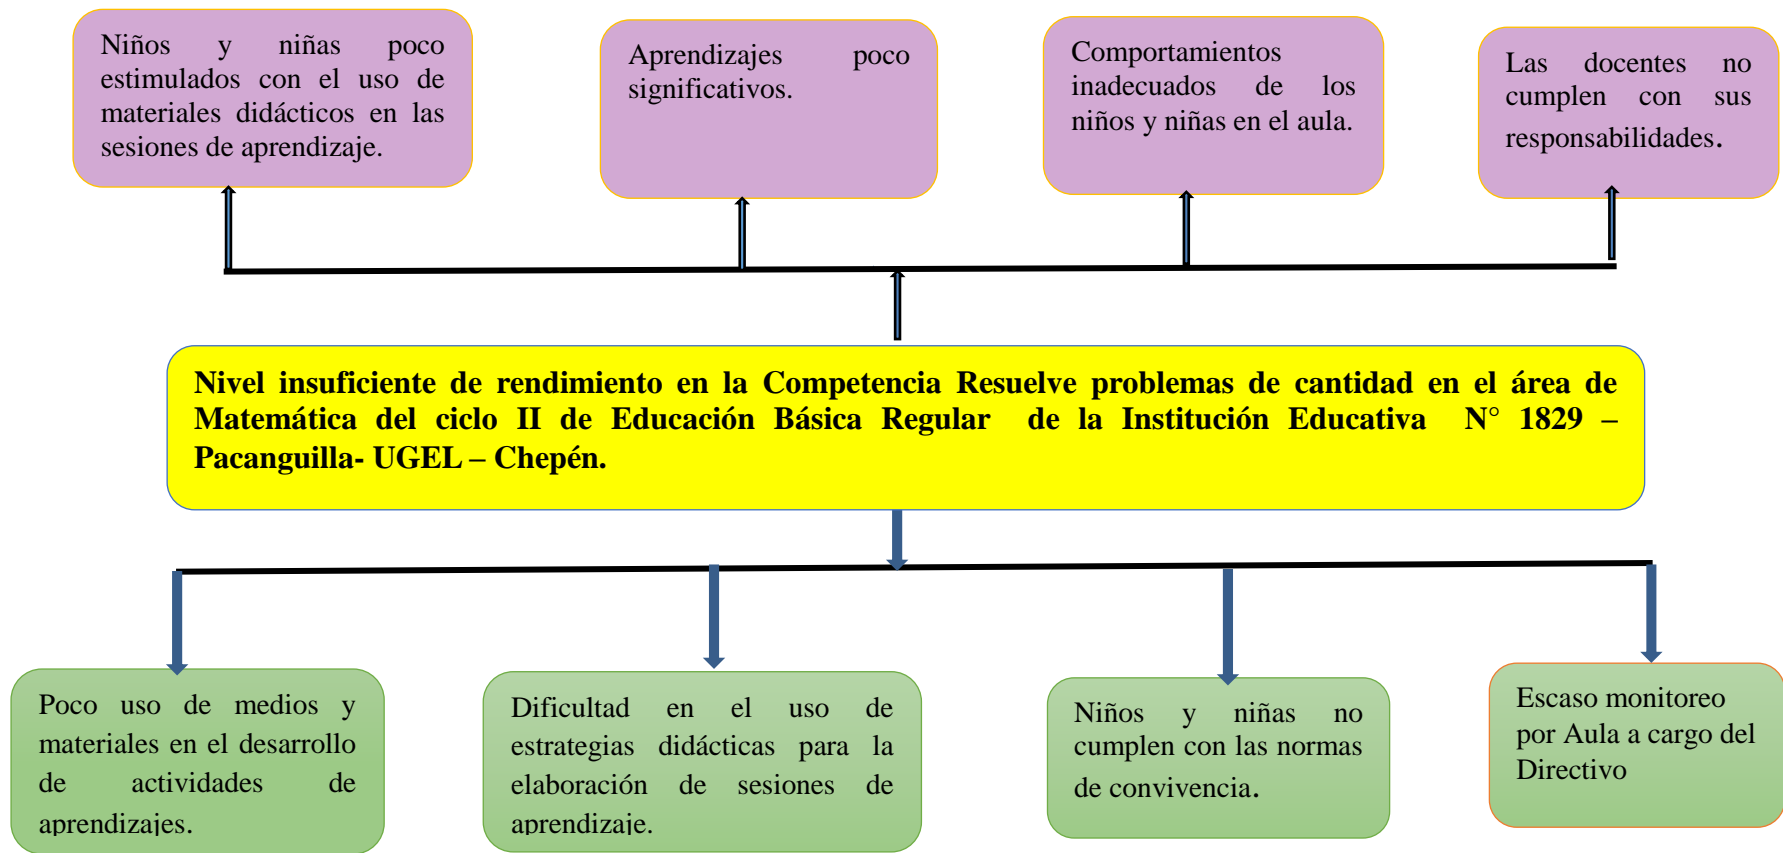 Niños y niñas poco
estimulados con el uso de
materiales didácticos en las
sesiones de aprendizaje.
Aprendizajes poco
significativos.
Comportamientos
inadecuados de los
niños y niñas en el aula.
Las docentes no
cumplen con sus
responsabilidades.
Nivel insuficiente de rendimiento en la Competencia Resuelve problemas de cantidad en el área de
Matemática del ciclo II de Educación Básica Regular de la Institución Educativa N° 1829 –
Pacanguilla- UGEL – Chepén.
Poco uso de medios y
materiales en el desarrollo
de actividades de
aprendizajes.
Dificultad en el uso de
estrategias didácticas para la
elaboración de sesiones de
aprendizaje.
Niños y niñas no
cumplen con las normas
de convivencia.
Escaso monitoreo
por Aula a cargo del
Directivo